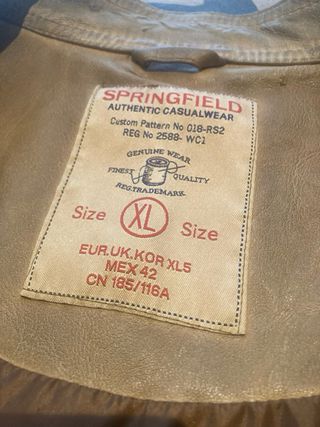 SPRINGFIELD
AUTHENTIC CASUALWEAR
Custom Pattern No 018-RS2
REG No 2588- WC1
GENUINE WEAR
FINEST QUALITY
REG.TRADEMARK
Size XL Size
EUR.UK.KOR XL5
MEX 42
CN 185/116A